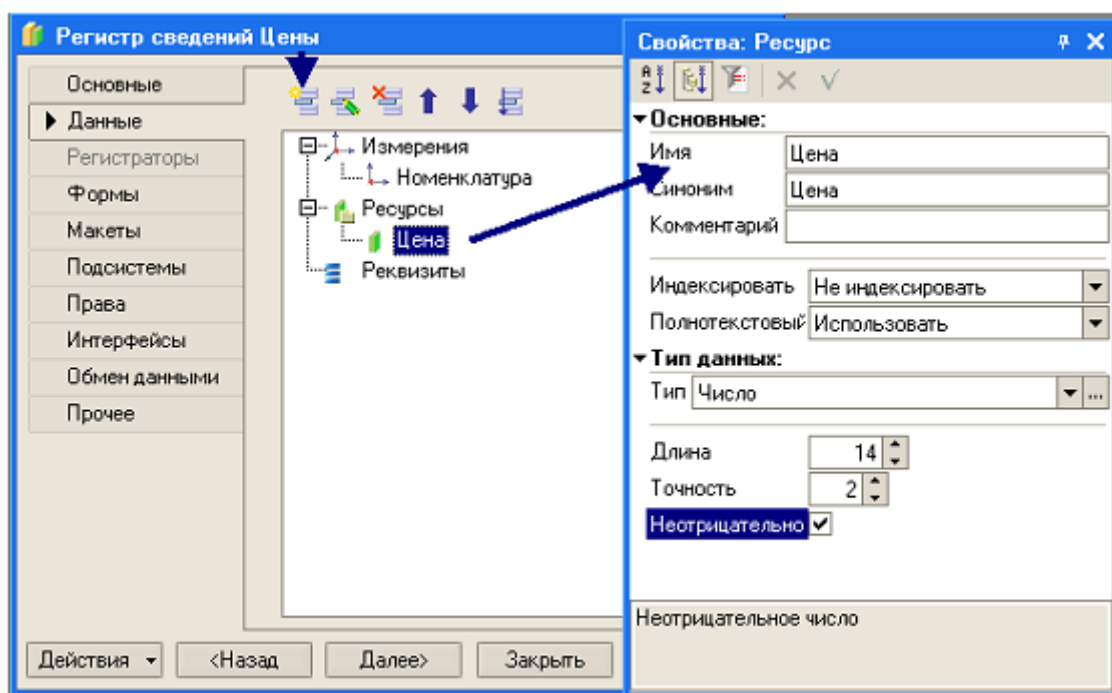 Регистр сведений Цены
Основные
Данные
Регистраторы
Формы
Макеты
Подсистемы
Права
Интерфейсы
Обмен данными
Прочее
Измерения
Номенклатура
Ресурсы
Цена
Реквизиты
Действия
<Назад
Далее>
Закрыть
Свойства: Ресурс
Основные:
Имя Цена
Синоним Цена
Комментарий
Индексировать Не индексировать
Полнотекстовый Использовать
Тип данных:
Тип Число ...
Длина 14
Точность 2
Неотрицательно
Неотрицательное число